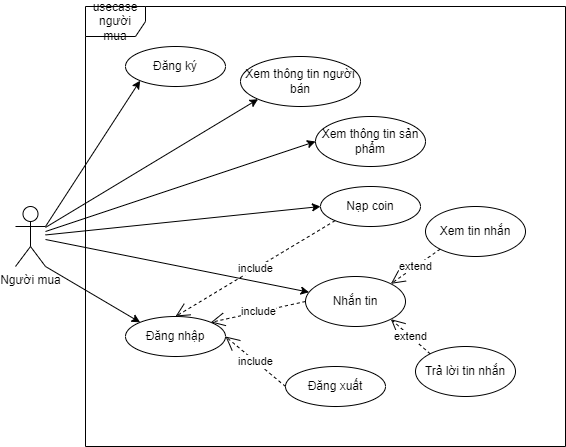 usecase
người
mua
Đăng ký
Xem thông tin người
bán
Xem thông tin sản
phẩm
Nạp coin
Xem tin nhắn
include
extend
Người mua
Nhắn tin
include
Đăng nhập
extend
include
Trả lời tin nhắn
Đăng xuất